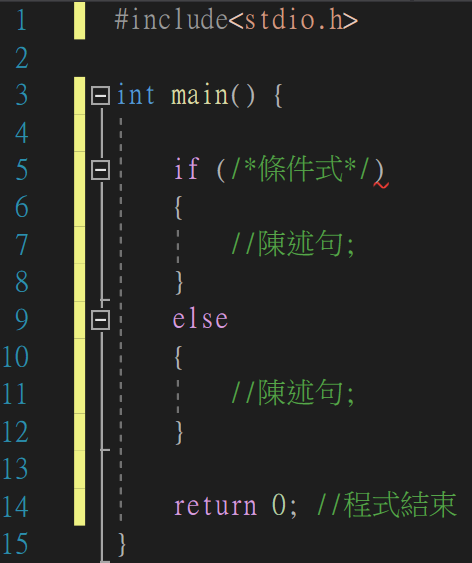 1 #include<stdio.h>
2
3 int main() {
4
5 if (/*條件式*/)
6 {
7 //陳述句;
8 }
9 else
10 {
11 //陳述句;
12 }
13
14 return 0; //程式結束
15 }